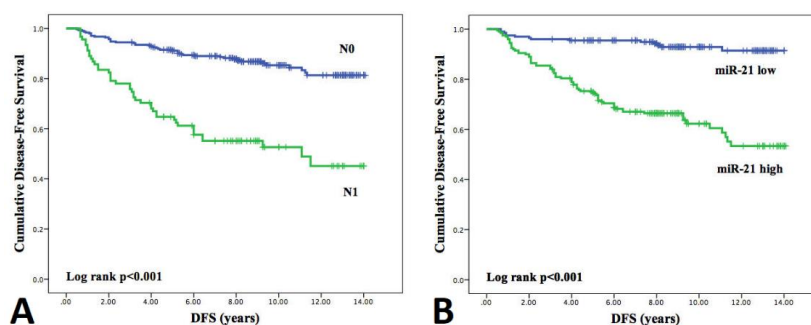 Cumulative Disease-Free Survival
1.0
0.8
0.6
0.4
0.2
0.0
N0
N1
Log rank p<0.001
.00 2.00 4.00 6.00 8.00 10.00 12.00 14.00
DFS (years)
A
Cumulative Disease-Free Survival
1.0
0.8
0.6
0.4
0.2
0.0
miR-21 low
miR-21 high
Log rank p<0.001
.00 2.00 4.00 6.00 8.00 10.00 12.00 14.00
DFS (years)
B